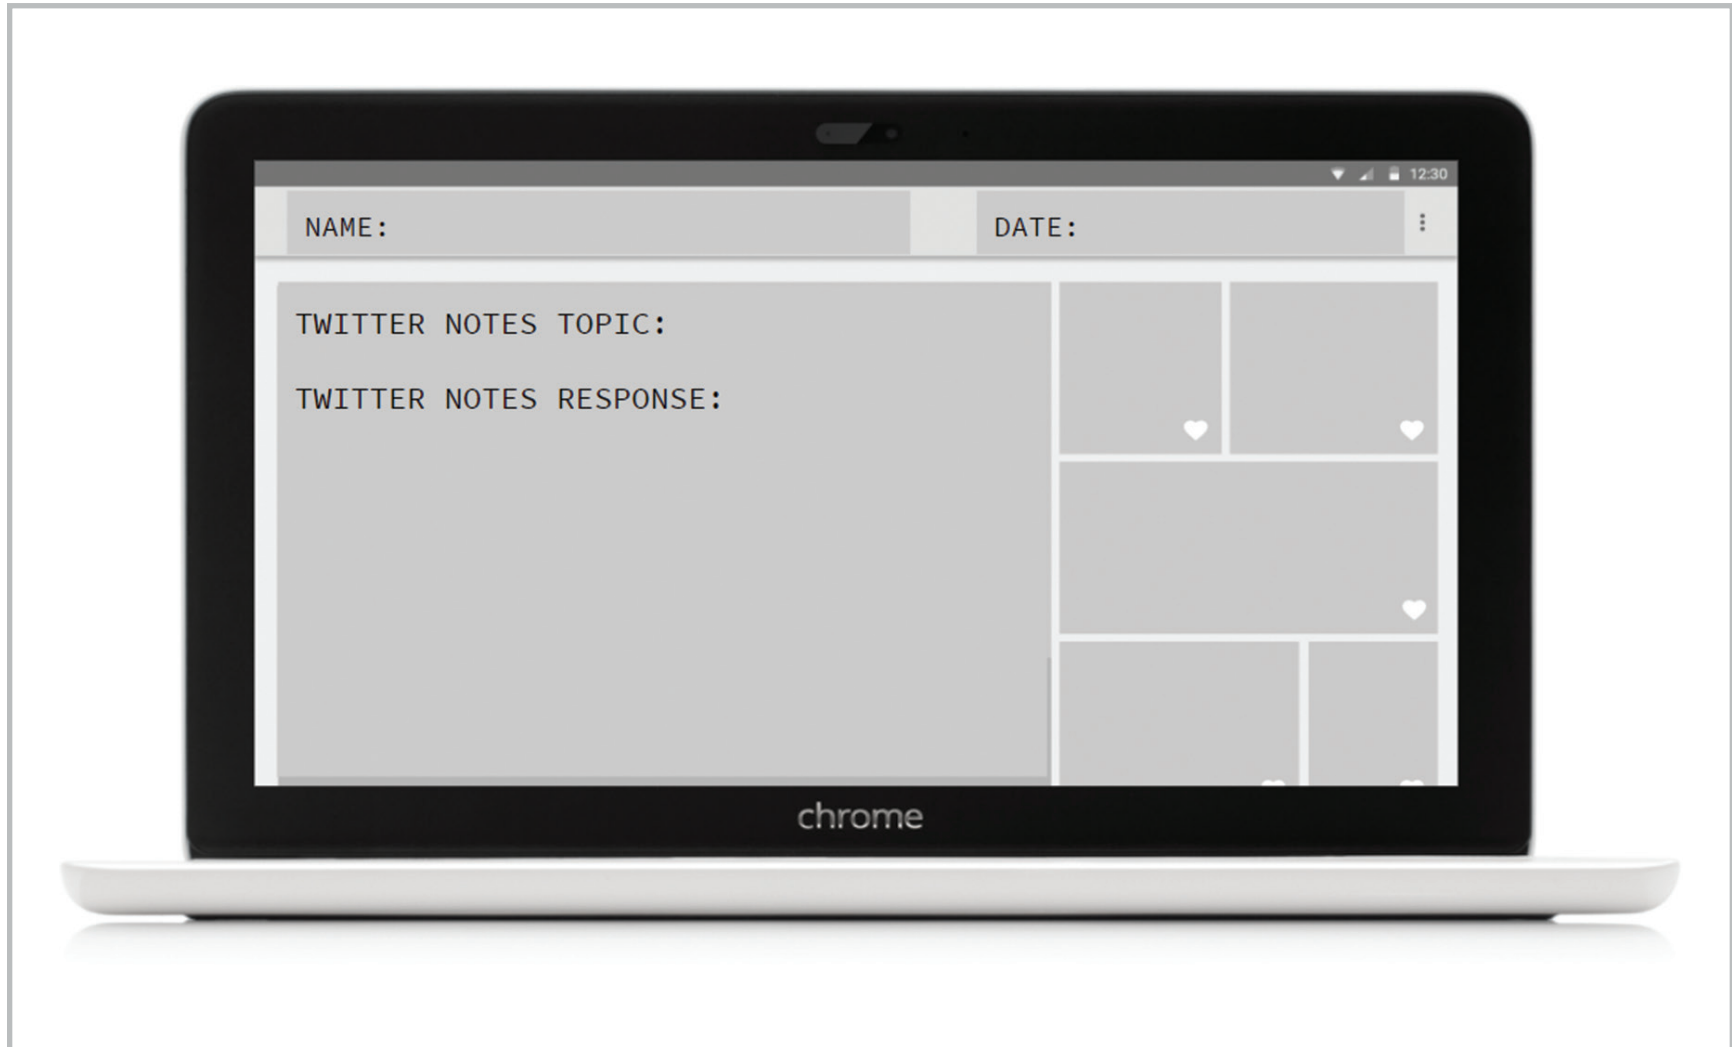 12:30
NAME:
DATE:
TWITTER NOTES TOPIC:
TWITTER NOTES RESPONSE:
chrome